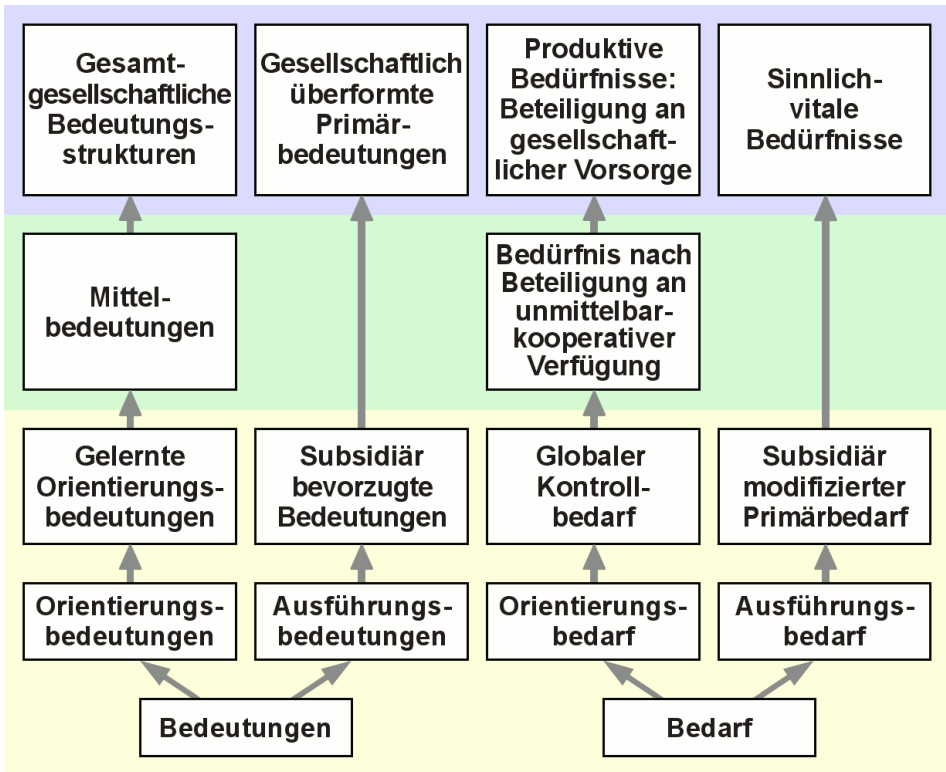 Gesamt-
gesellschaftliche
Bedeutungs-
strukturen
Gesellschaftlich
überformte
Primär-
bedeutungen
Produktive
Bedürfnisse:
Beteiligung an
gesellschaft-
licher Vorsorge
Sinnlich-
vitale
Bedürfnisse
Mittel-
bedeutungen
Bedürfnis nach
Beteiligung an
unmittelbar-
kooperativer
Verfügung
Gelernte
Orientierungs-
bedeutungen
Subsidiär
bevorzugte
Bedeutungen
Globaler
Kontroll-
bedarf
Subsidiär
modifizierter
Primärbedarf
Orientierungs-
bedeutungen
Ausführungs-
bedeutungen
Orientierungs-
bedarf
Ausführungs-
bedarf
Bedeutungen
Bedarf